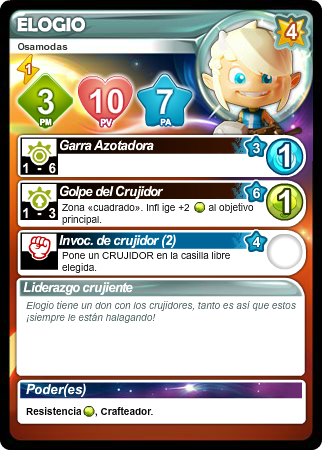 ELOGIO
4
Osamodas
1
3
PM
10
PV
7
PA
Garra Azotadora
3
1
1 - 6
Golpe del Crujidor
6
1
1 - 3
Zona «cuadrado». Infl ige +2 al objetivo
principal.
Invoc. de crujidor (2)
4
Pone un CRUJIDOR en la casilla libre
elegida.
Liderazgo crujiente
Elogio tiene un don con los crujidores, tanto es así que estos
¡siempre le están halagando!
Poder(es)
Resistencia , Crafteador.